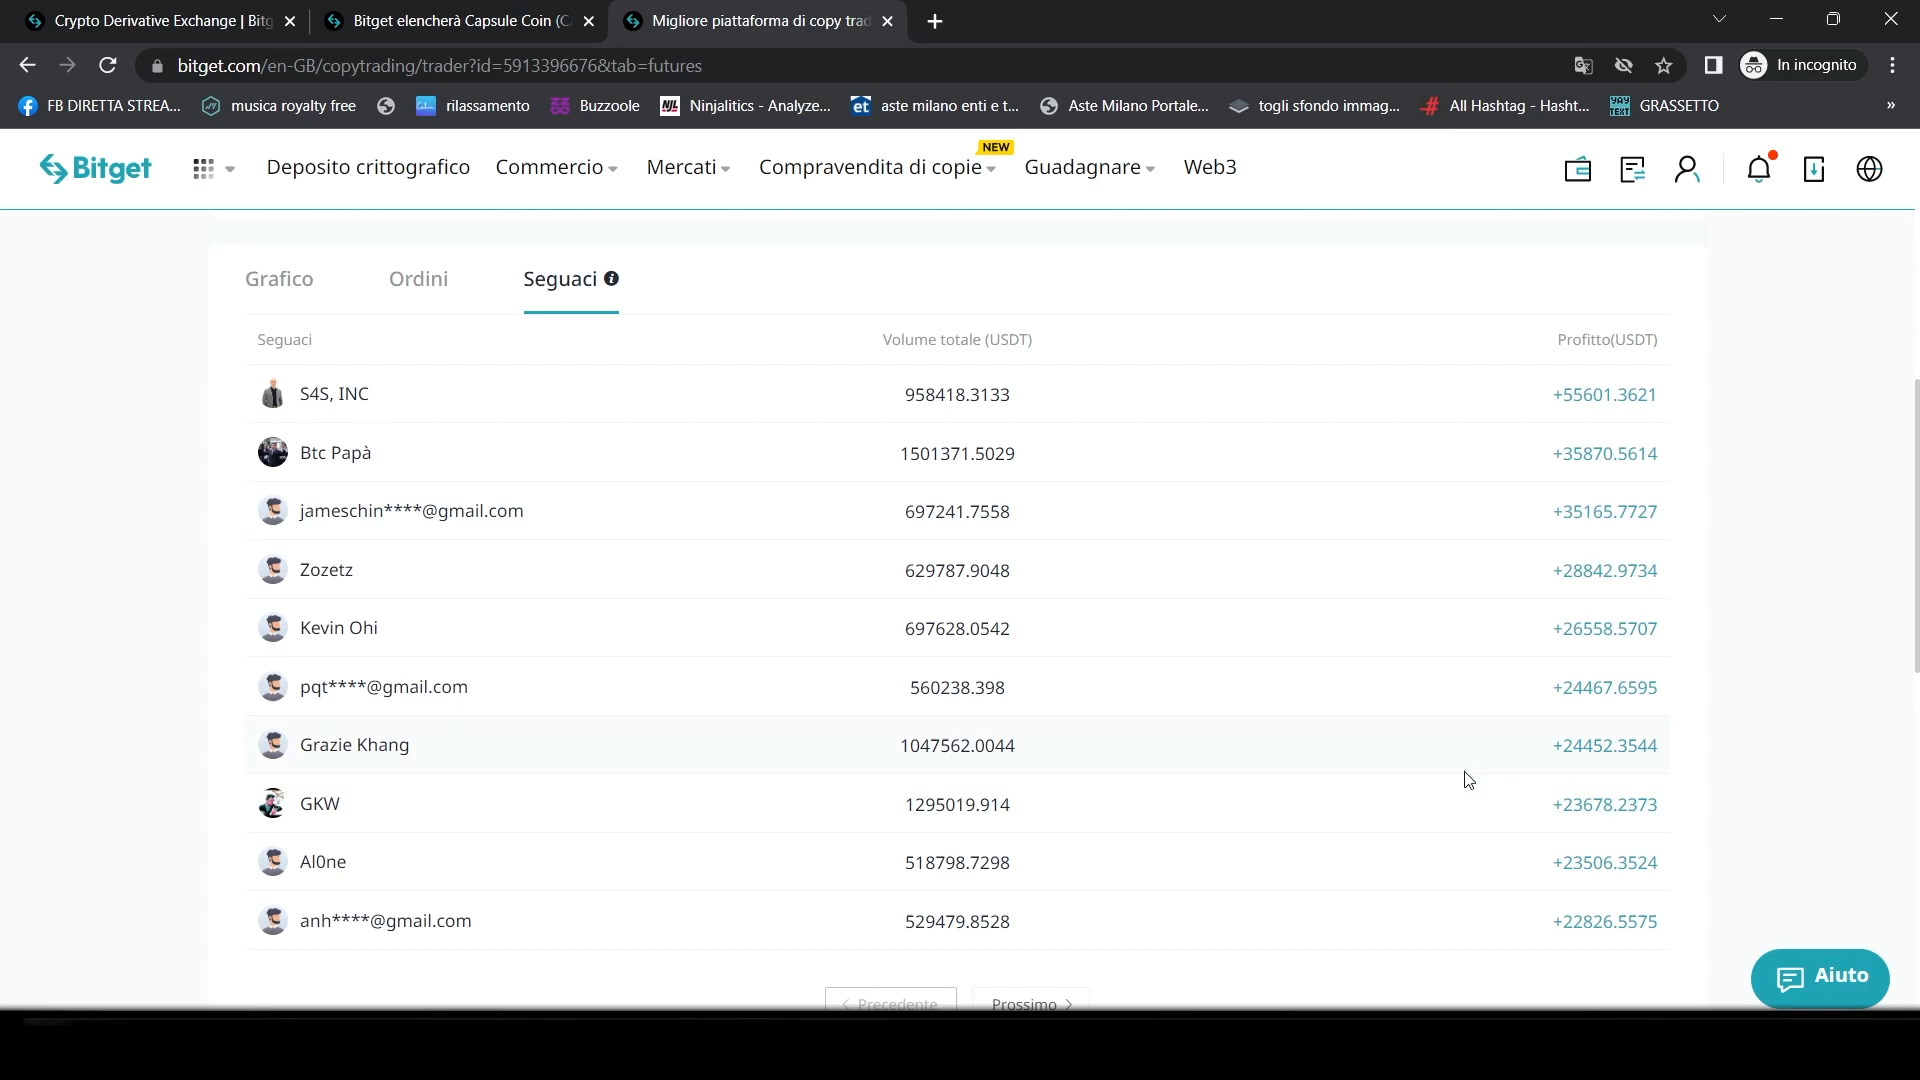 Crypto Derivative Exchange | Bitg
Bitget elencherà Capsule Coin (C
Migliore piattaforma di copy trad
bitget.com/en-GB/copytrading/trader?id=5913396676&tab=futures
In incognito
FB DIRETTA STREA...
musica royalty free
rilassamento
Buzzoole
Ninjalitics - Analyze...
aste milano enti e t...
Aste Milano Portale...
togli sfondo immag...
All Hashtag - Hasht...
GRASSETTO
»
Bitget
Deposito crittografico
Commercio
Mercati
Compravendita di copie
NEW
Guadagnare
Web3
Grafico
Ordini
Seguaci
Seguaci Volume totale (USDT) Profitto(USDT)
S4S, INC 958418.3133 +55601.3621
Btc Papà 1501371.5029 +35870.5614
jameschin****@gmail.com 697241.7558 +35165.7727
Zozetz 629787.9048 +28842.9734
Kevin Ohi 697628.0542 +26558.5707
pqt****@gmail.com 560238.398 +24467.6595
Grazie Khang 1047562.0044 +24452.3544
GKW 1295019.914 +23678.2373
Al0ne 518798.7298 +23506.3524
anh****@gmail.com 529479.8528 +22826.5575
< Precedente
Prossimo >
Aiuto